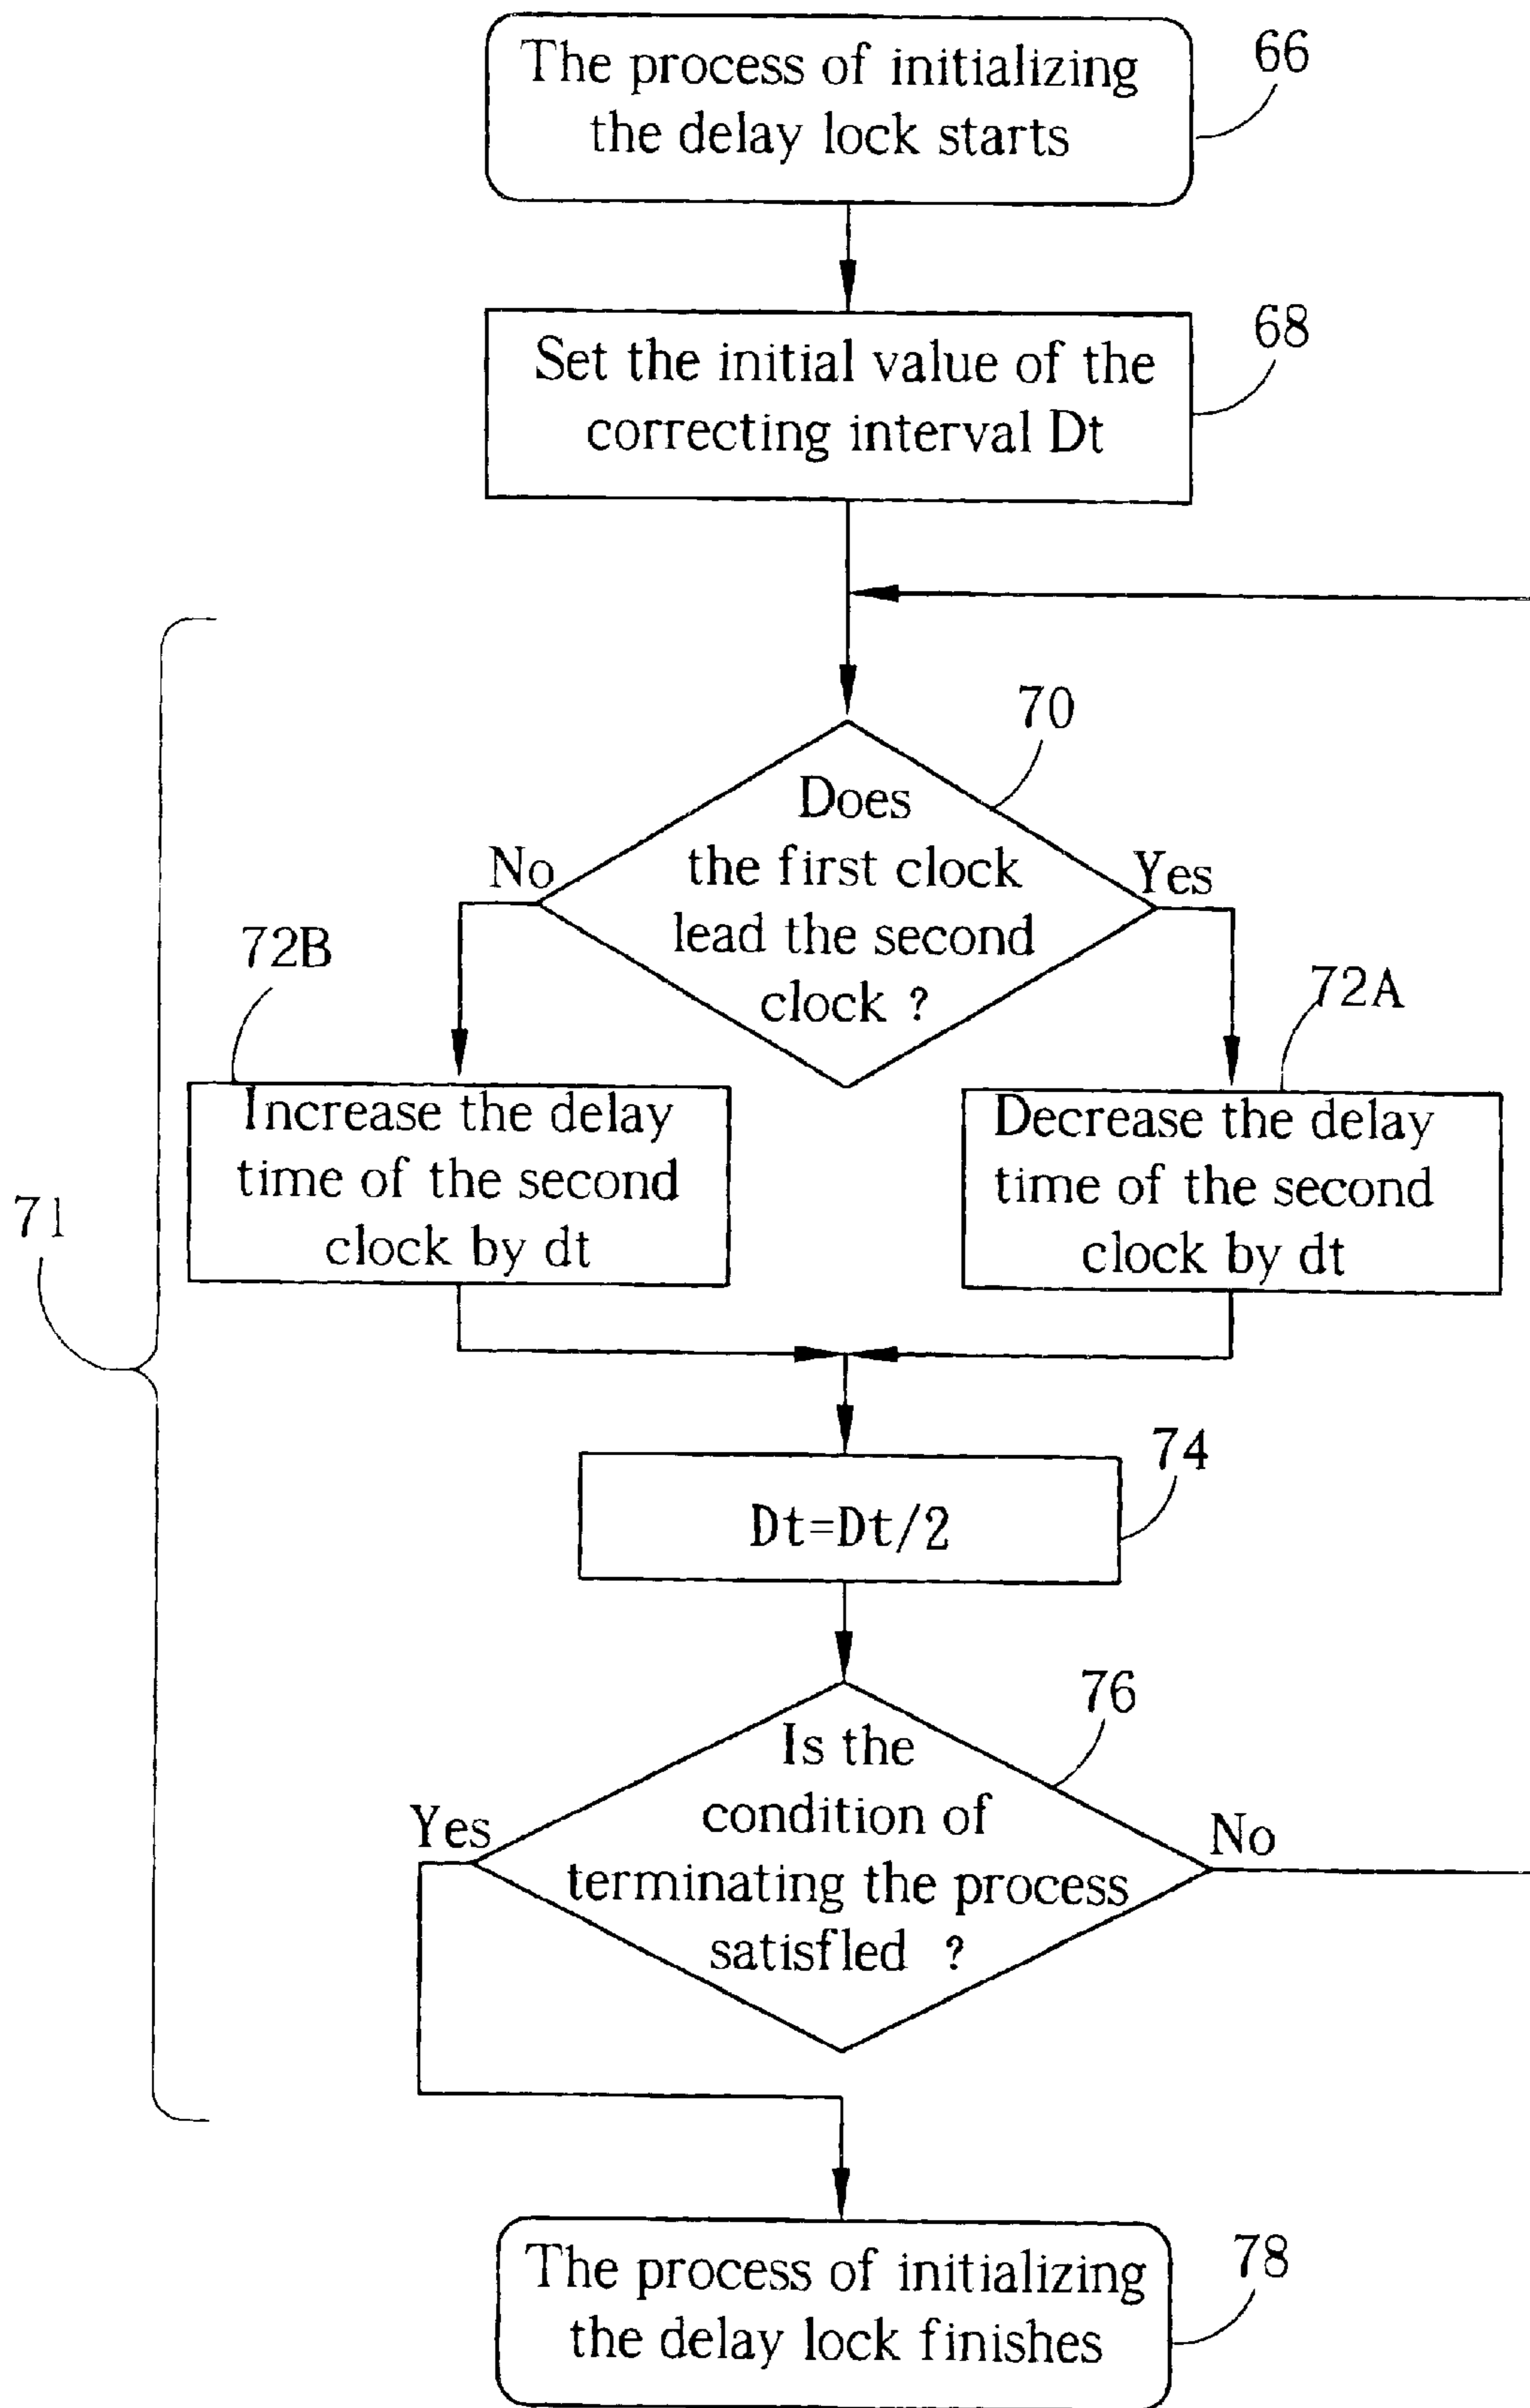 The process of initializing
the delay lock starts
66
Set the initial value of the
correcting interval Dt
68
70
Does
the first clock
lead the second
clock ?
No
Yes
72B
72A
Increase the delay
time of the second
clock by dt
Decrease the delay
time of the second
clock by dt
71
74
Dt=Dt/2
76
Is the
condition of
terminating the process
satisfled ?
Yes
No
The process of initializing
the delay lock finishes
78